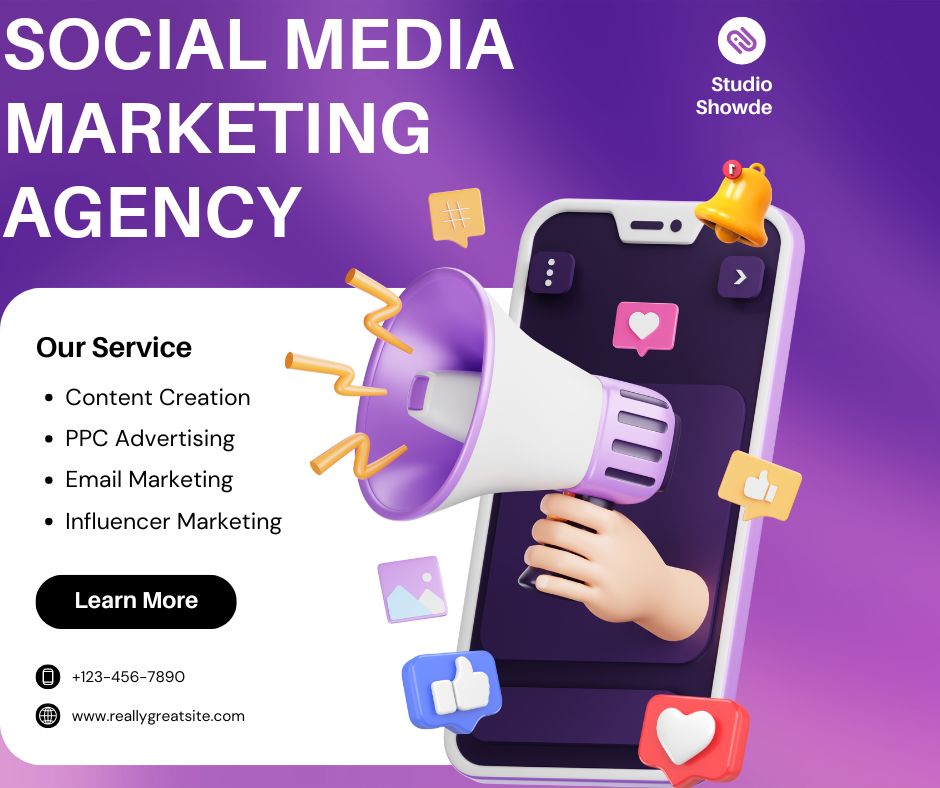 SOCIAL MEDIA
MARKETING
AGENCY
Studio
Showde
#
Our Service
• Content Creation
• PPC Advertising
• Email Marketing
• Influencer Marketing
Learn More
+123-456-7890
www.reallygreatsite.com